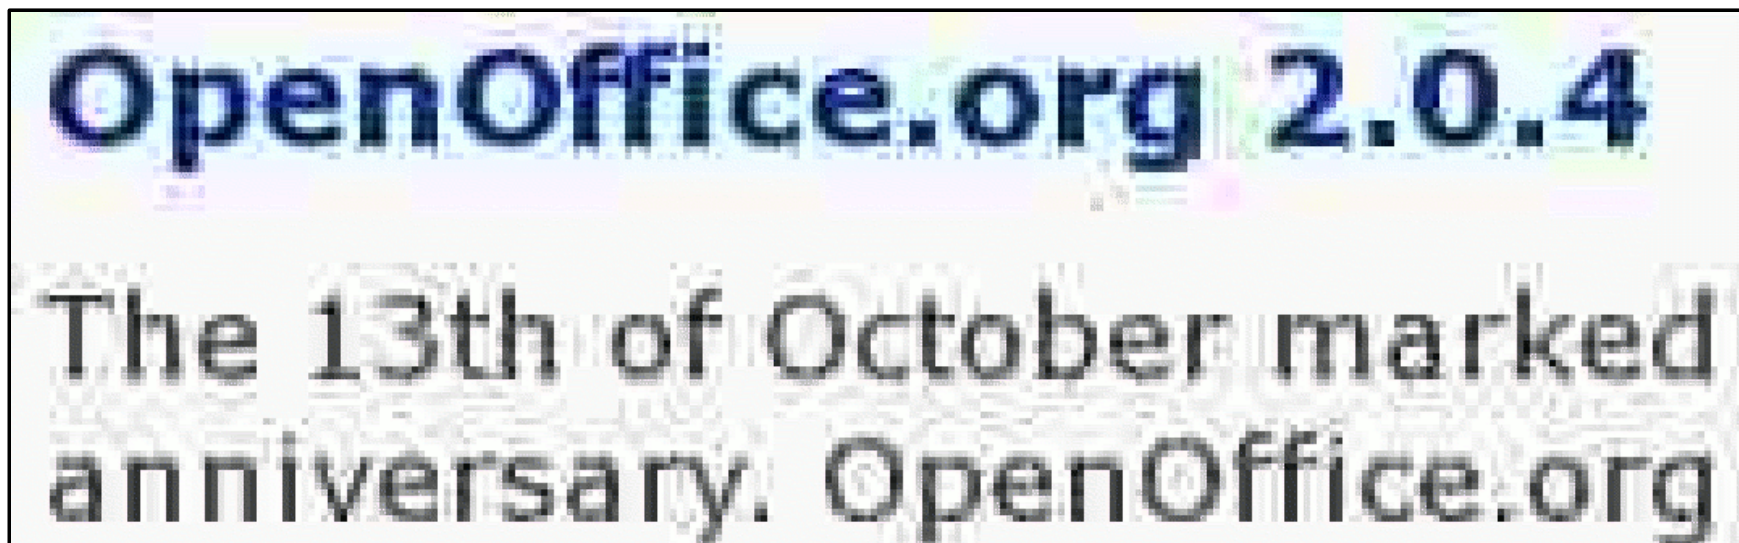 OpenOffice.org 2.0.4
The 13th of October marked
anniversary. OpenOffice.org